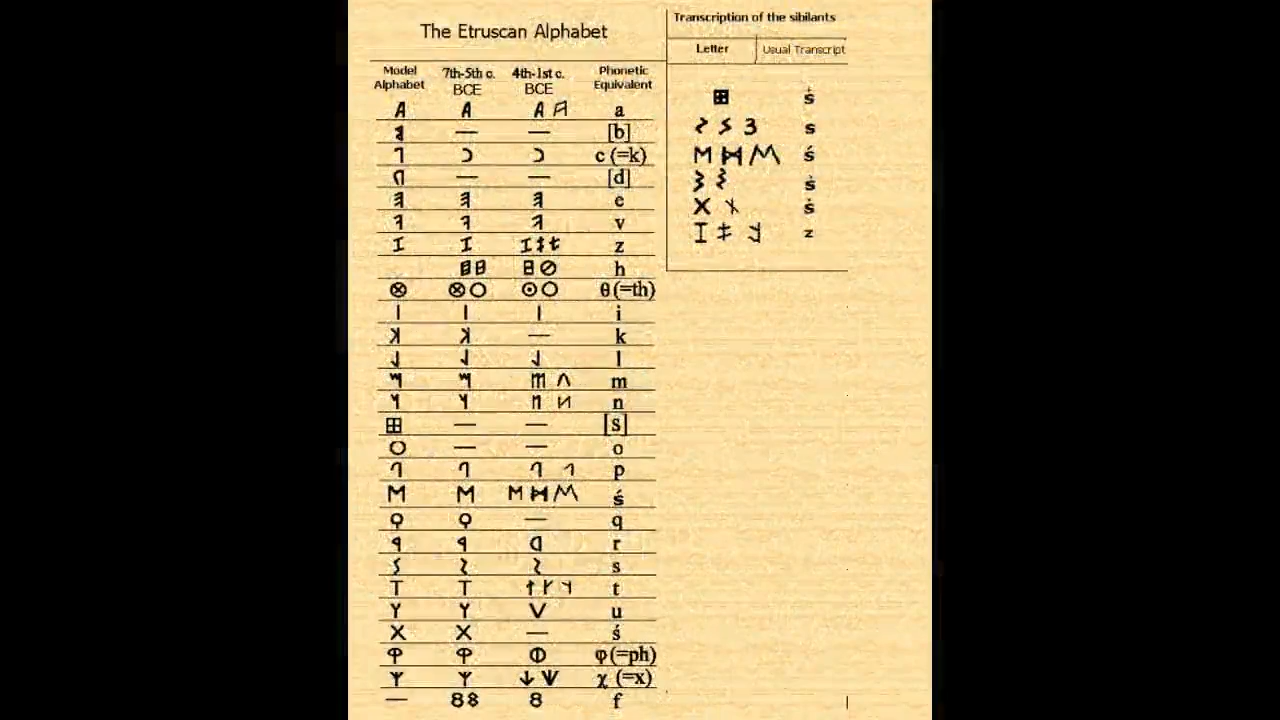 The Etruscan Alphabet
Model Alphabet 7th-5th c. BCE 4th-1st c. BCE Phonetic Equivalent
𐌀 𐌀 𐌀 a
𐌁 — — [b]
𐌂 𐌂 𐌂 c (=k)
𐌃 — — [d]
𐌄 𐌄 𐌄 e
𐌅 𐌅 𐌅 v
𐌆 𐌆 𐌆 z
𐌇 𐌇 h
𐌈 𐌈 𐌈 θ (=th)
𐌉 𐌉 𐌉 i
𐌊 𐌊 — k
𐌋 𐌋 𐌋 l
𐌌 𐌌 𐌌 m
𐌍 𐌍 𐌍 n
𐌎 — — [s]
𐌏 — — o
𐌐 𐌐 𐌐 p
𐌑 𐌑 𐌑 ś
𐌒 𐌒 — q
𐌓 𐌓 𐌓 r
𐌔 𐌔 𐌔 s
𐌕 𐌕 𐌕 t
𐌖 𐌖 𐌖 u
𐌗 𐌗 — ś
𐌘 𐌘 𐌘 φ (=ph)
𐌙 𐌙 𐌙 χ (=x)
— 𐌚 𐌚 f
Transcription of the sibilants
Letter Usual Transcript
𐌎 ṡ
𐌔 s
𐌑 ś
ṡ
𐌗 ṡ
𐌆 z